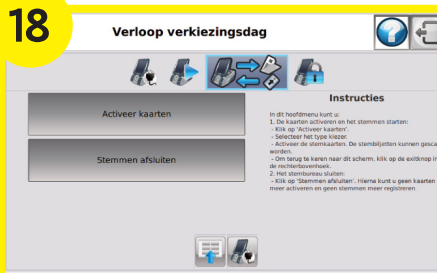 18
Verloop verkiezingsdag
Activeer kaarten
Stemmen afsluiten
Instructies
In dit hoofdmenu kunt u:
1. De kaarten activeren en het stemmen starten:
- Klik op 'Activeer kaarten'.
- Selecteer het type kiezer.
- Activeer de stemkaarten. De stembiljetten kunnen gesca
worden.
- Om terug te keren naar dit scherm, klik op de exitknop in
de rechterbovenhoek.
2. Het stembureau sluiten:
- Klik op 'Stemmen afsluiten'. Hierna kunt u geen kaarten
meer activeren en geen stemmen meer registreren